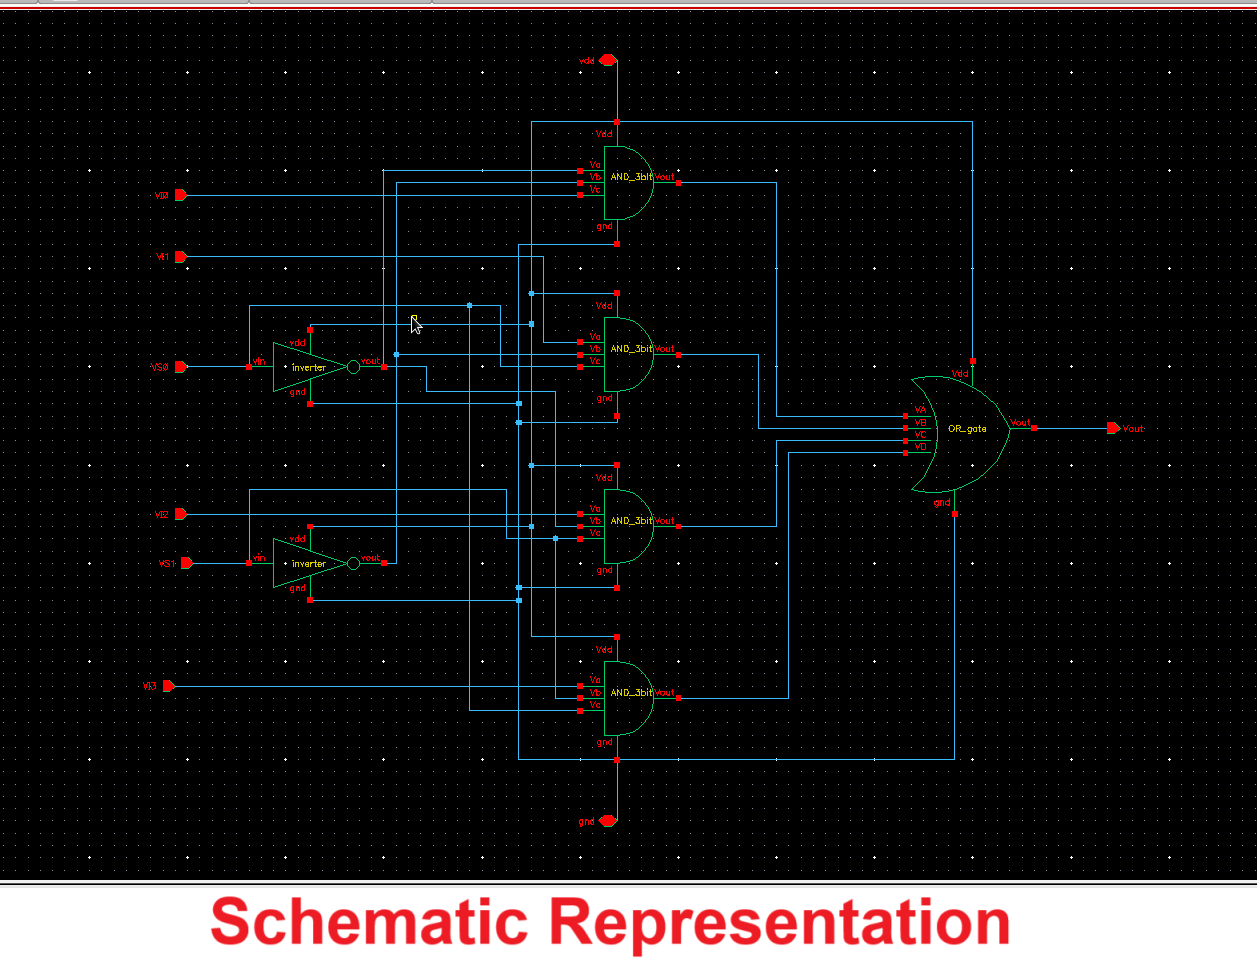 vdd
Vdd
Va
Vb
Vc
AND_3bit
Vout
gnd
VI0
VI1
Vdd
Va
Vb
Vc
AND_3bit
Vout
gnd
VS0
vin
vdd
inverter
vout
gnd
Vdd
VA
VB
VC
VD
OR_gate
Vout
Vout
gnd
Vdd
Va
Vb
Vc
AND_3bit
Vout
gnd
VI2
VS1
vin
vdd
inverter
vout
gnd
Vdd
Va
Vb
Vc
AND_3bit
Vout
gnd
VI3
gnd
Schematic Representation